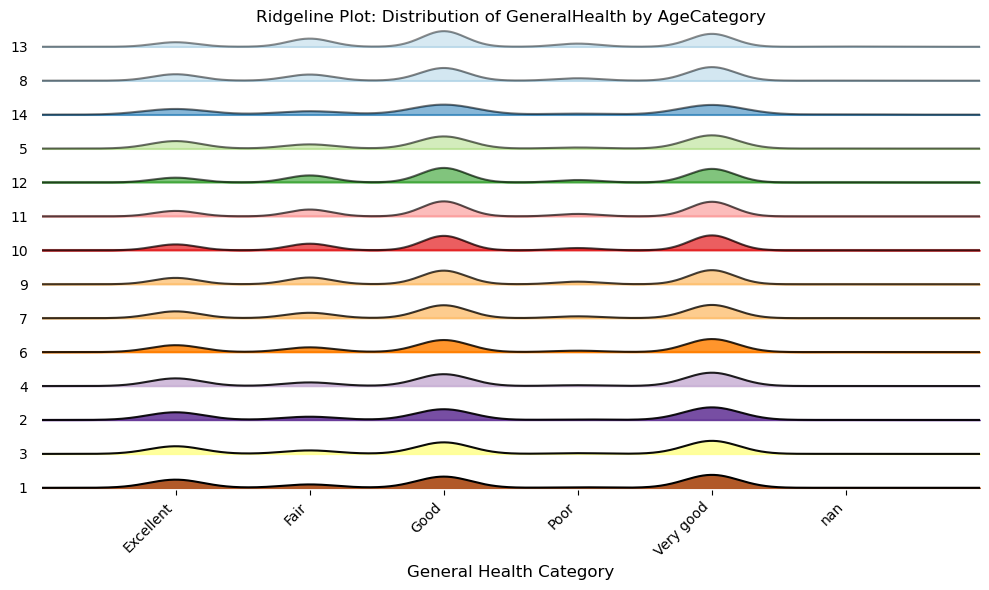 Ridgeline Plot: Distribution of GeneralHealth by AgeCategory
13
8
14
5
12
11
10
9
7
6
4
2
3
1
Excellent
Fair
Good
Poor
Very good
nan
General Health Category